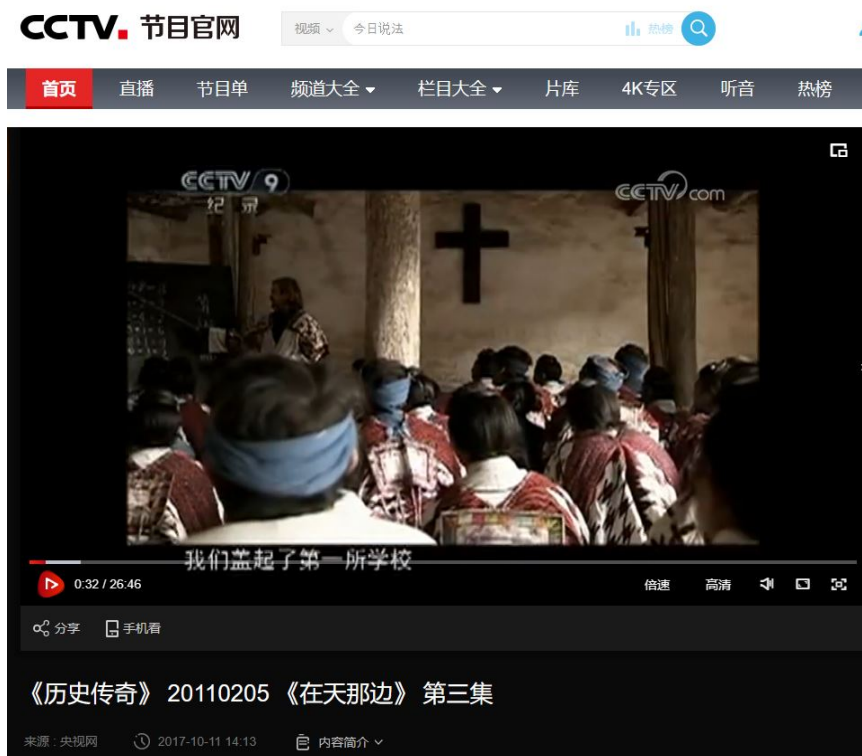 CCTV. 节目官网 视频 今日说法 热榜
首页 直播 节目单 频道大全 栏目大全 片库 4K专区 听音 热榜
CCTV 9 CCTV.com
纪录
我们盖起了第一所学校
0:32 / 26:46 倍速 高清
分享 手机看
《历史传奇》 20110205 《在天那边》 第三集
来源 : 央视网 2017-10-11 14:13 内容简介